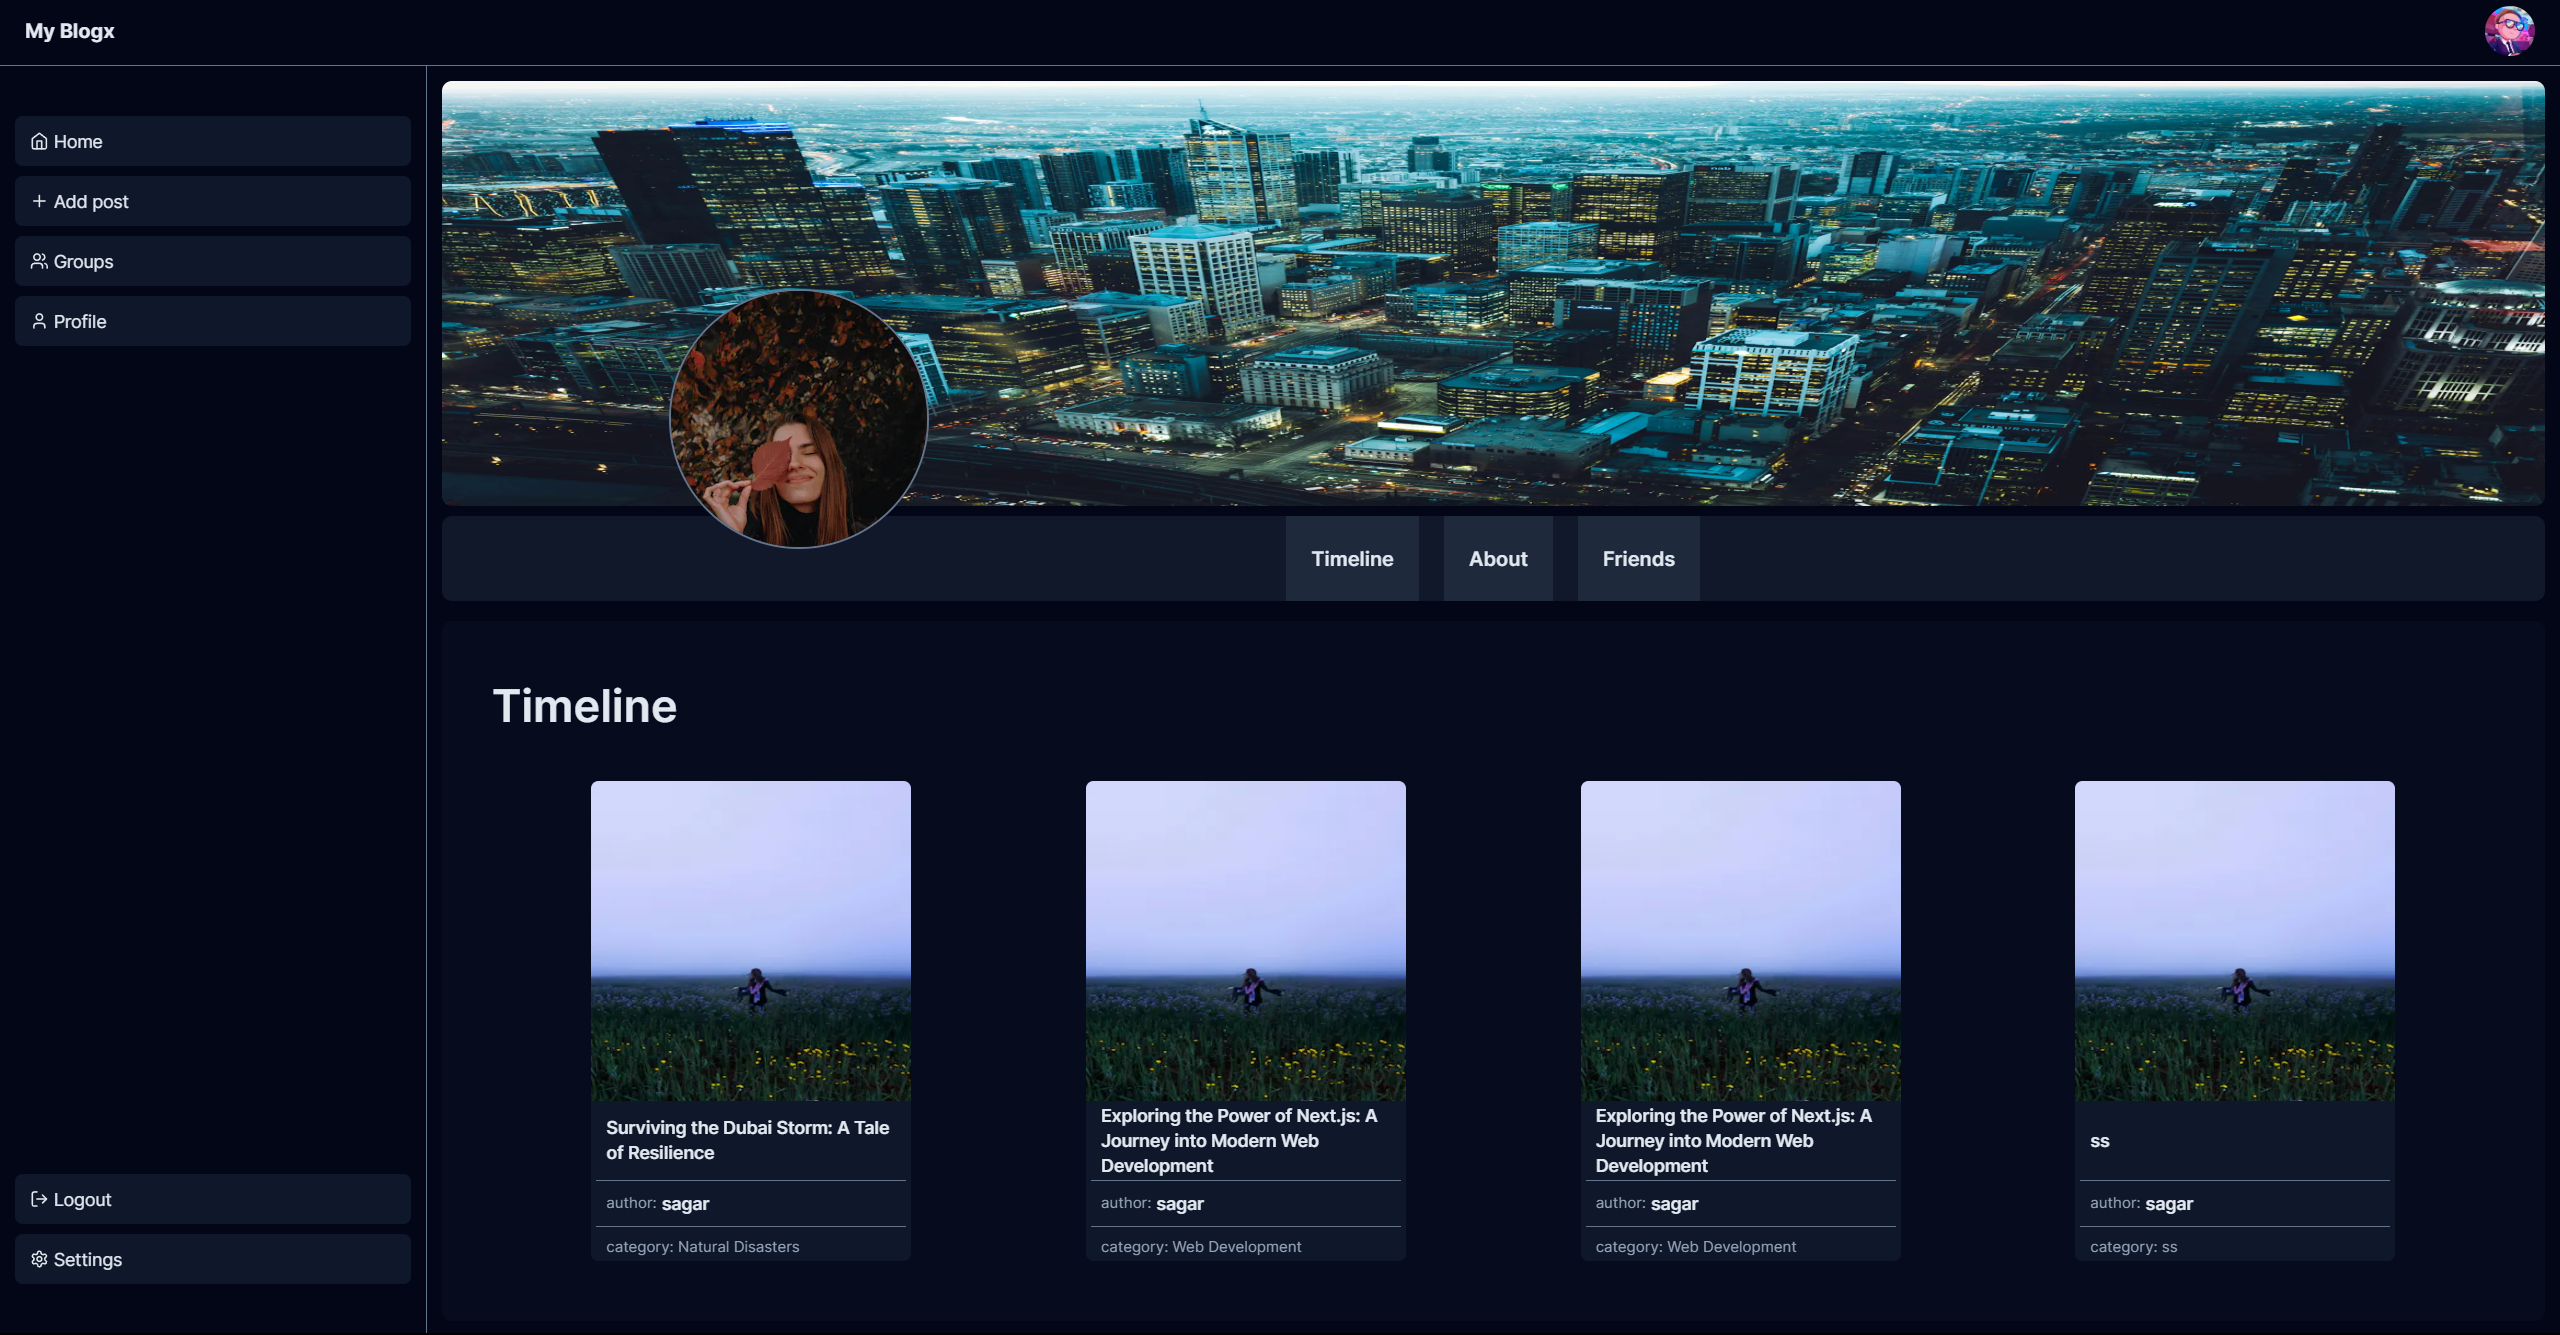 My Blogx
Home
Add post
Groups
Profile
Logout
Settings
Timeline
About
Friends
Timeline
Surviving the Dubai Storm: A Tale
of Resilience
author: sagar
category: Natural Disasters
Exploring the Power of Next.js: A
Journey into Modern Web
Development
author: sagar
category: Web Development
Exploring the Power of Next.js: A
Journey into Modern Web
Development
author: sagar
category: Web Development
ss
author: sagar
category: ss